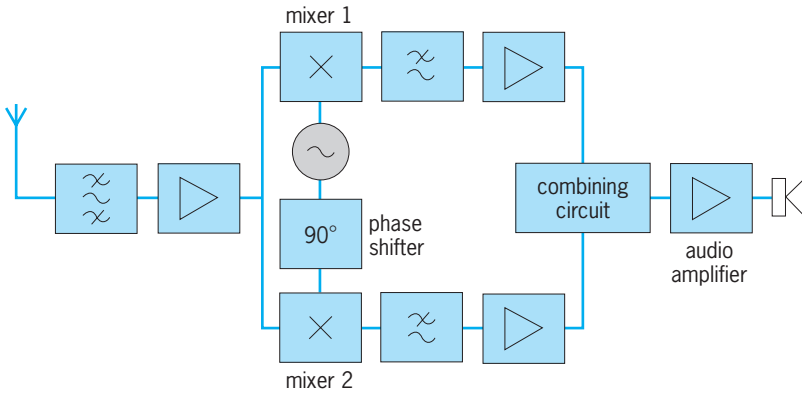 mixer 1
90°
phase
shifter
combining
circuit
audio
amplifier
mixer 2